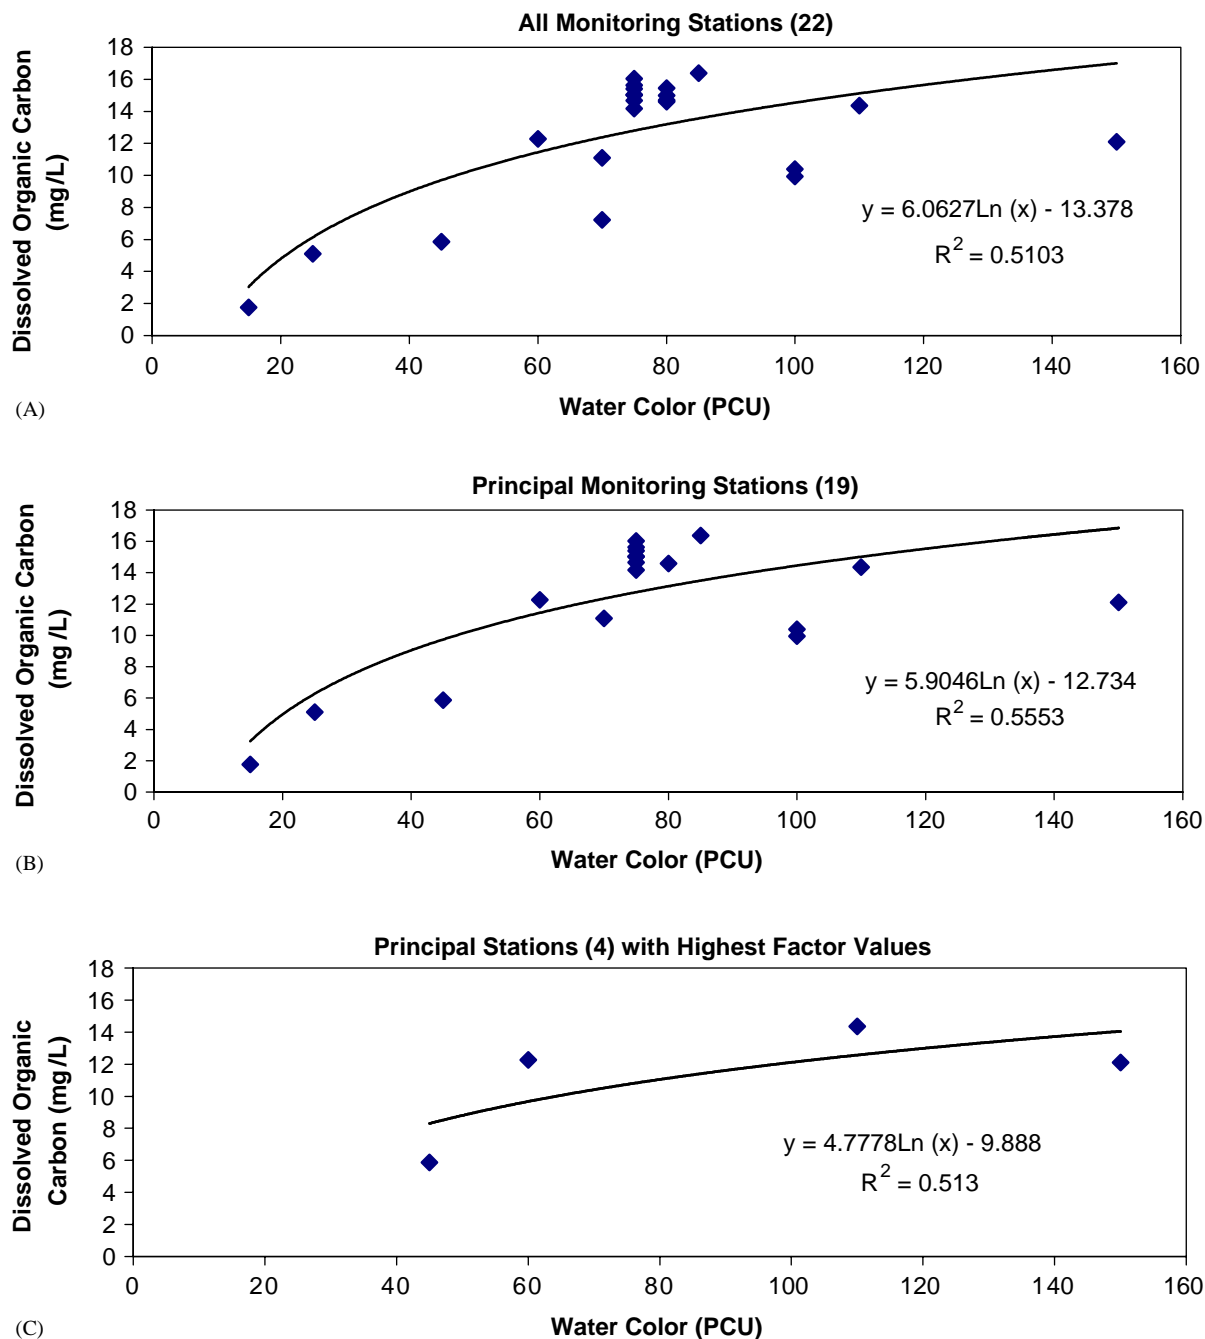 All Monitoring Stations (22)
(A)
Dissolved Organic Carbon
(mg/L)
18
16
14
12
10
8
6
4
2
0
y = 6.0627Ln (x) - 13.378
R2 = 0.5103
0 20 40 60 80 100 120 140 160
Water Color (PCU)
Principal Monitoring Stations (19)
(B)
Dissolved Organic Carbon
(mg/L)
18
16
14
12
10
8
6
4
2
0
y = 5.9046Ln (x) - 12.734
R2 = 0.5553
0 20 40 60 80 100 120 140 160
Water Color (PCU)
Principal Stations (4) with Highest Factor Values
(C)
Dissolved Organic
Carbon (mg/L)
18
16
14
12
10
8
6
4
2
0
y = 4.7778Ln (x) - 9.888
R2 = 0.513
0 20 40 60 80 100 120 140 160
Water Color (PCU)